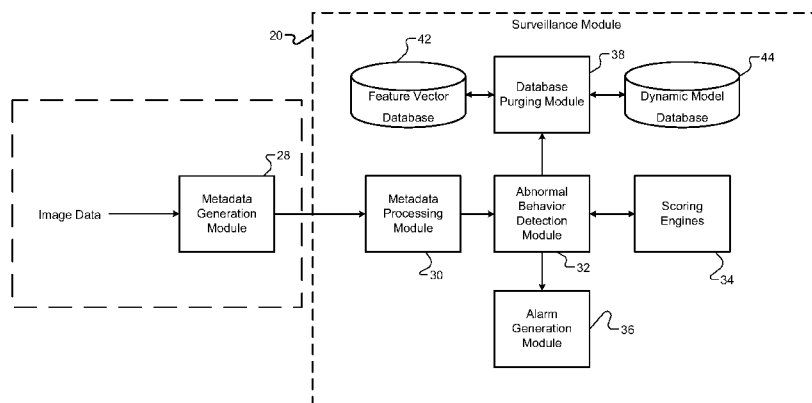 Surveillance Module
20
42
38
44
Feature Vector
Database
Database
Purging Module
Dynamic Model
Database
28
Image Data
Metadata
Generation
Module
Metadata
Processing
Module
30
Abnormal
Behavior
Detection
Module
32
Scoring
Engines
34
Alarm
Generation
Module
36